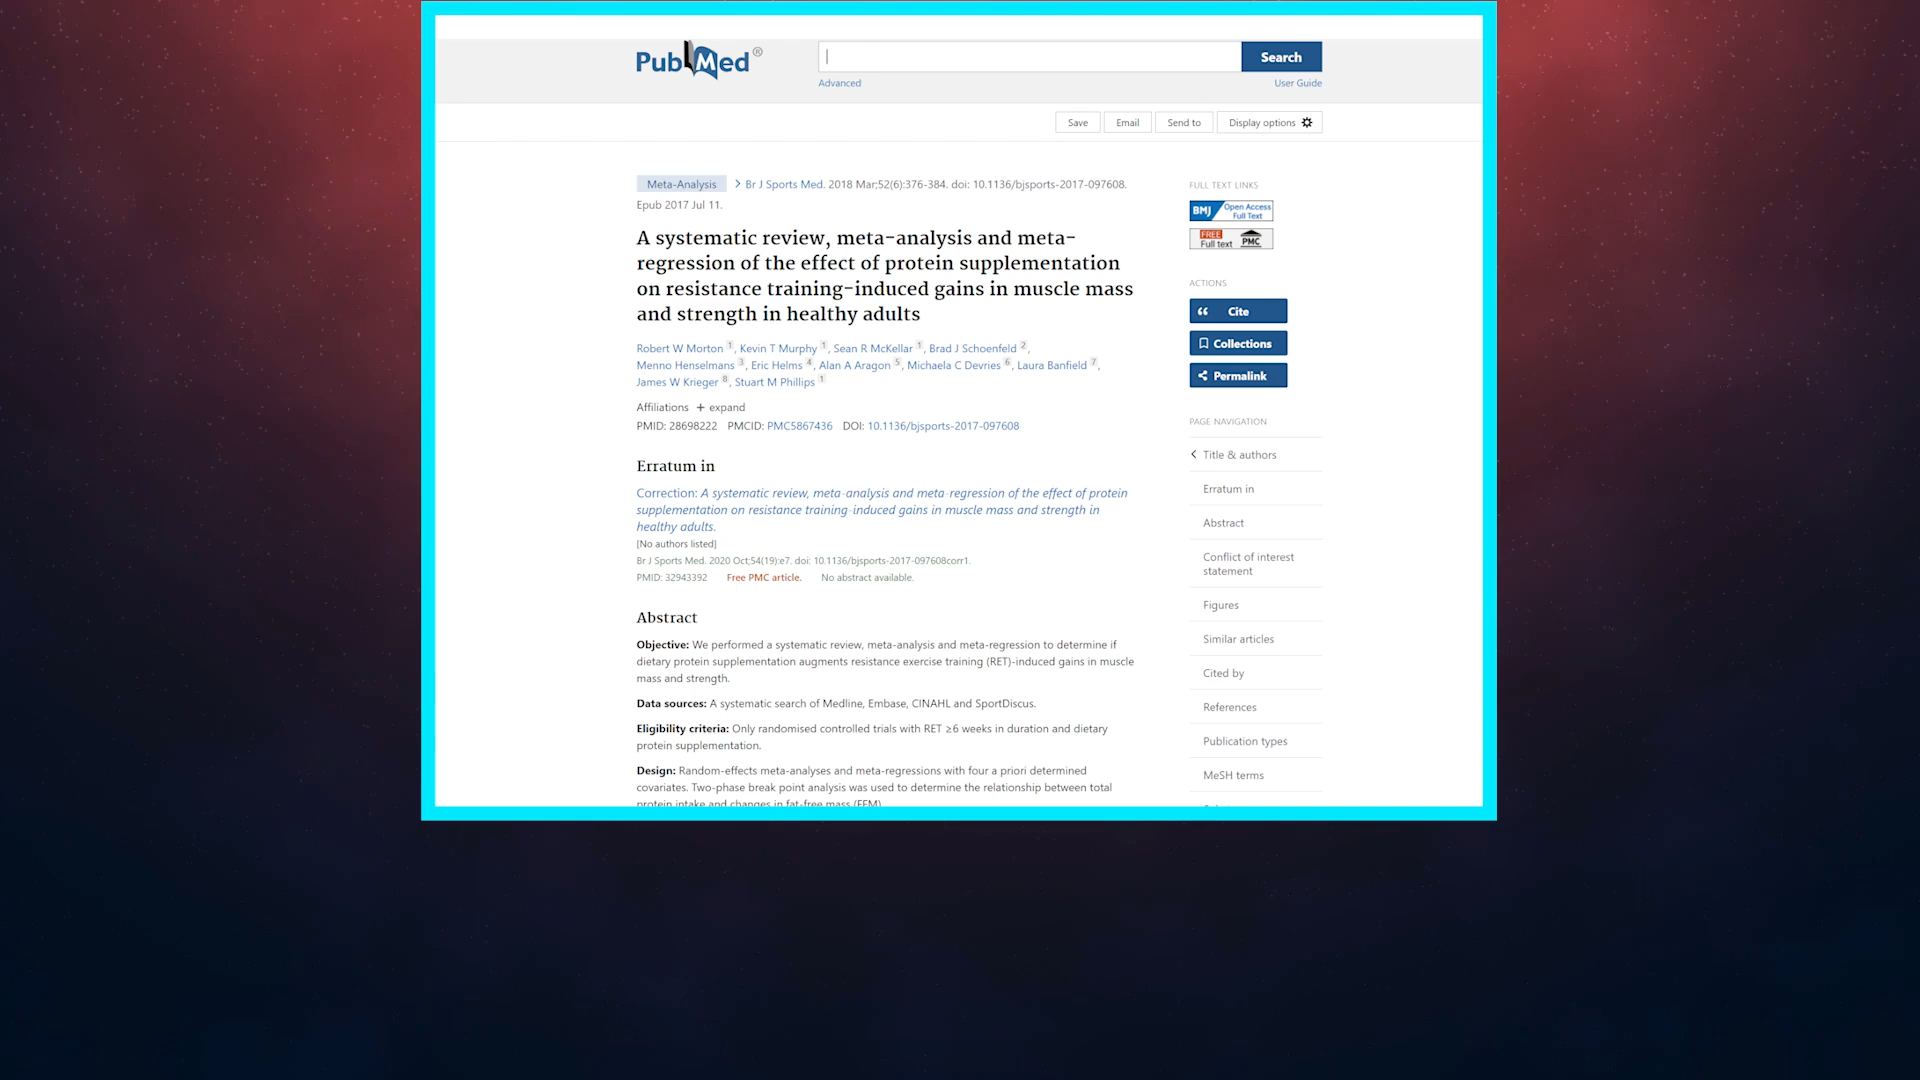 PubMed®
Search
Advanced
User Guide
Save
Email
Send to
Display options
Meta-Analysis
Br J Sports Med. 2018 Mar;52(6):376-384. doi: 10.1136/bjsports-2017-097608.
Epub 2017 Jul 11.
A systematic review, meta-analysis and meta-
regression of the effect of protein supplementation
on resistance training-induced gains in muscle mass
and strength in healthy adults
Robert W Morton 1, Kevin T Murphy 1, Sean R McKellar 1, Brad J Schoenfeld 2,
Menno Henselmans 3, Eric Helms 4, Alan A Aragon 5, Michaela C Devries 6, Laura Banfield 7,
James W Krieger 8, Stuart M Phillips 1
Affiliations + expand
PMID: 28698222 PMCID: PMC5867436 DOI: 10.1136/bjsports-2017-097608
Erratum in
Correction: A systematic review, meta-analysis and meta-regression of the effect of protein
supplementation on resistance training-induced gains in muscle mass and strength in
healthy adults.
[No authors listed]
Br J Sports Med. 2020 Oct;54(19):e7. doi: 10.1136/bjsports-2017-097608corr1.
PMID: 32943392 Free PMC article. No abstract available.
Abstract
Objective: We performed a systematic review, meta-analysis and meta-regression to determine if
dietary protein supplementation augments resistance exercise training (RET)-induced gains in muscle
mass and strength.
Data sources: A systematic search of Medline, Embase, CINAHL and SportDiscus.
Eligibility criteria: Only randomised controlled trials with RET ≥6 weeks in duration and dietary
protein supplementation.
Design: Random-effects meta-analyses and meta-regressions with four a priori determined
covariates. Two-phase break point analysis was used to determine the relationship between total
protein intake and changes in fat-free mass (FFM).
FULL TEXT LINKS
BMJ Open Access
Full Text
FREE
Full text PMC
ACTIONS
Cite
Collections
Permalink
PAGE NAVIGATION
Title & authors
Erratum in
Abstract
Conflict of interest
statement
Figures
Similar articles
Cited by
References
Publication types
MeSH terms